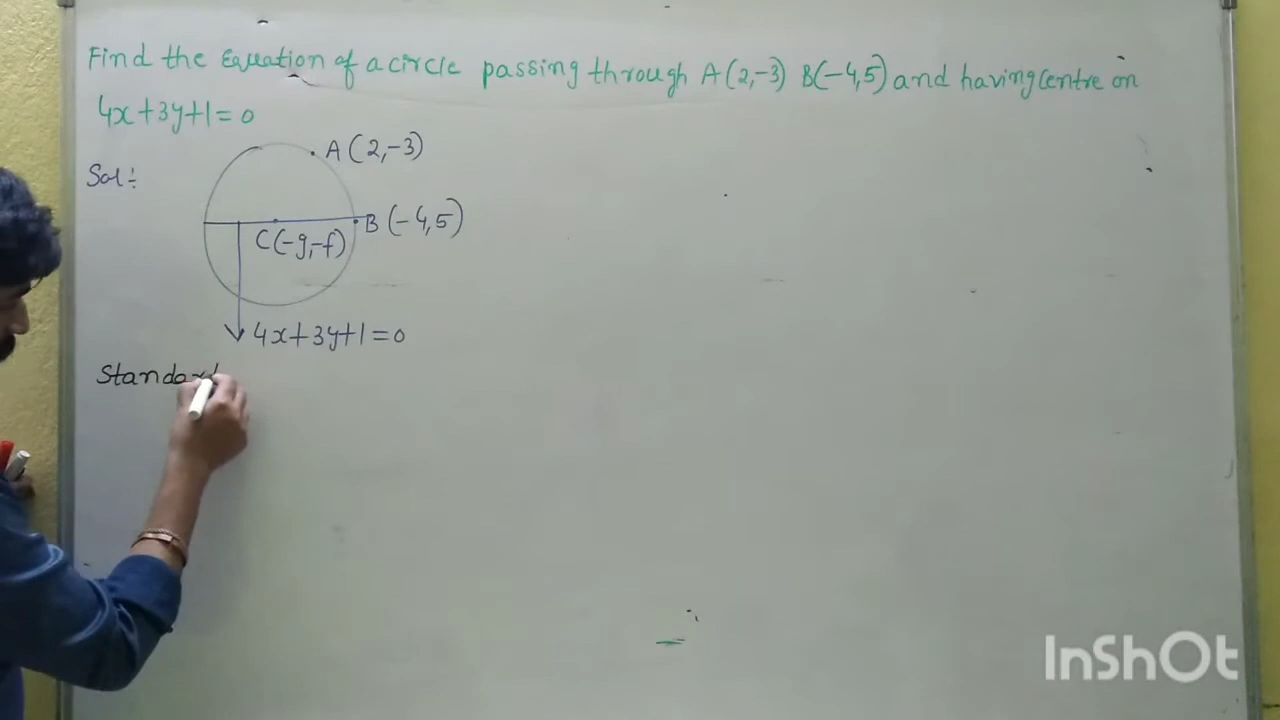 Find the Equation of a circle passing through A(2,-3) B(-4,5) and having Centre on
4x+3y+1=0
Sol:
A(2,-3)
B(-4,5)
C(-g,-f)
4x+3y+1=0
Standard
InShOt